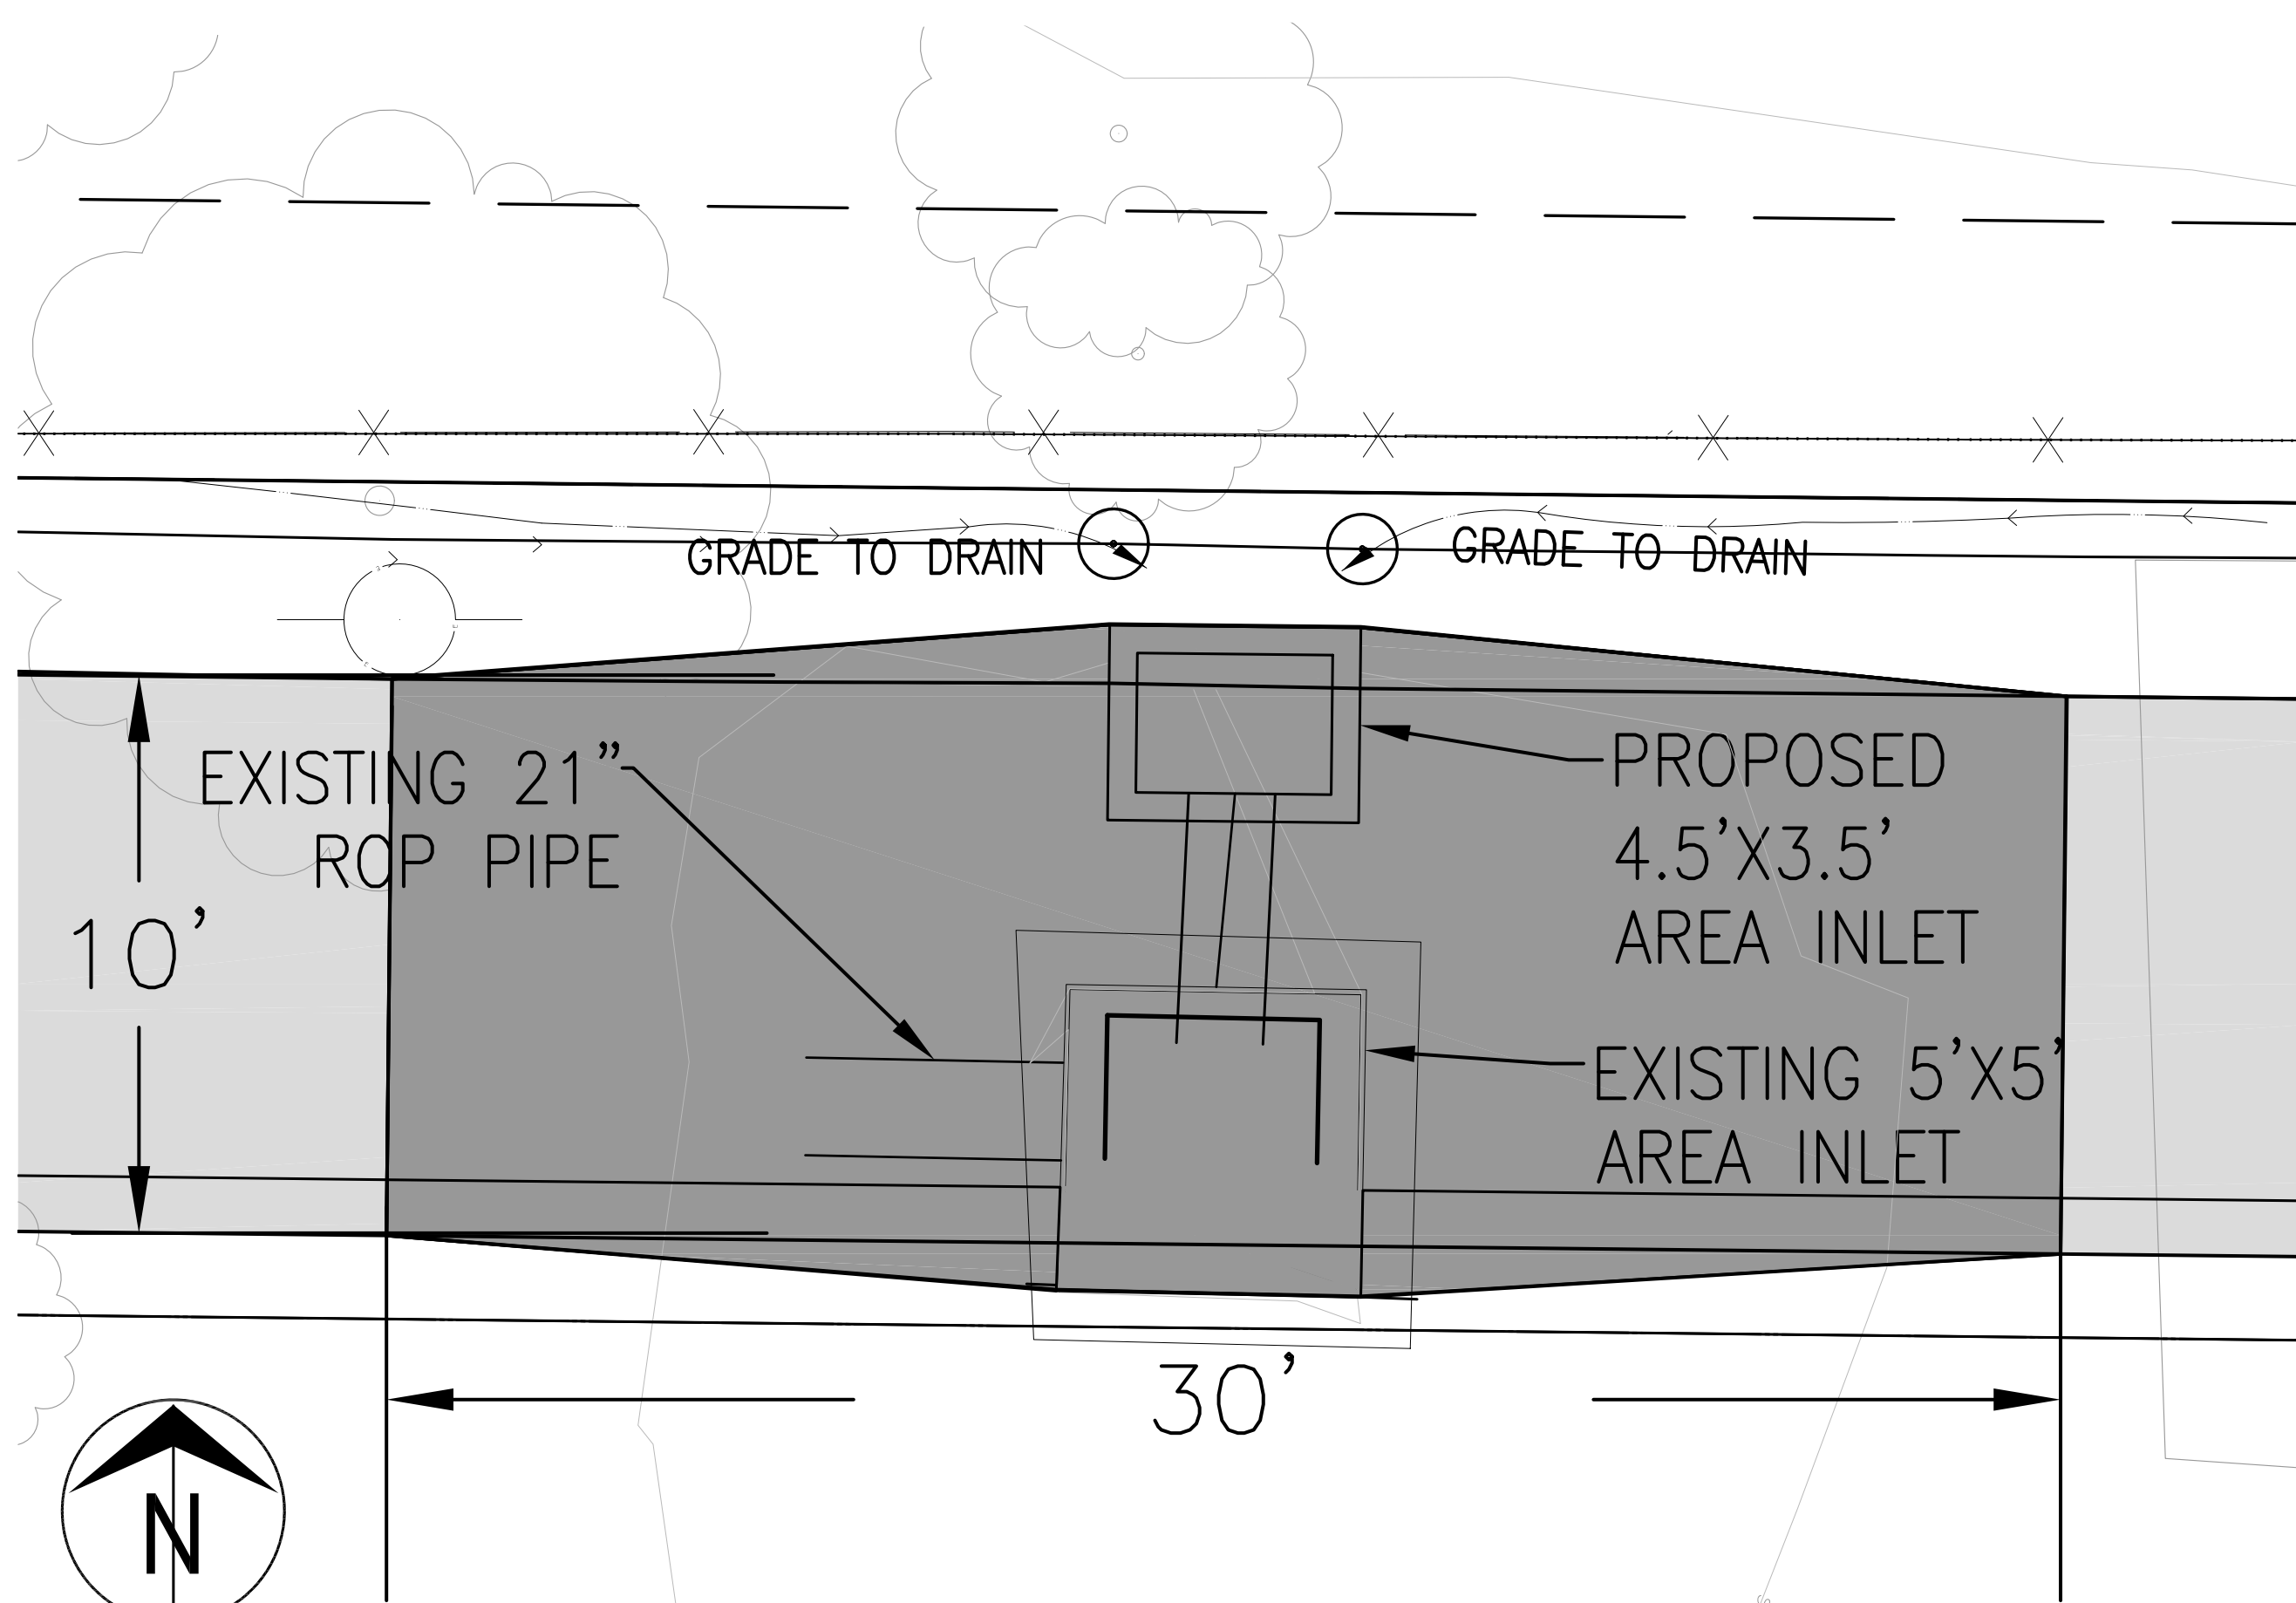 GRADE TO DRAIN
GRADE TO DRAIN
EXISTING 21"
ROP PIPE
PROPOSED
4.5'X3.5'
AREA INLET
10'
EXISTING 5'X5'
AREA INLET
30'
N